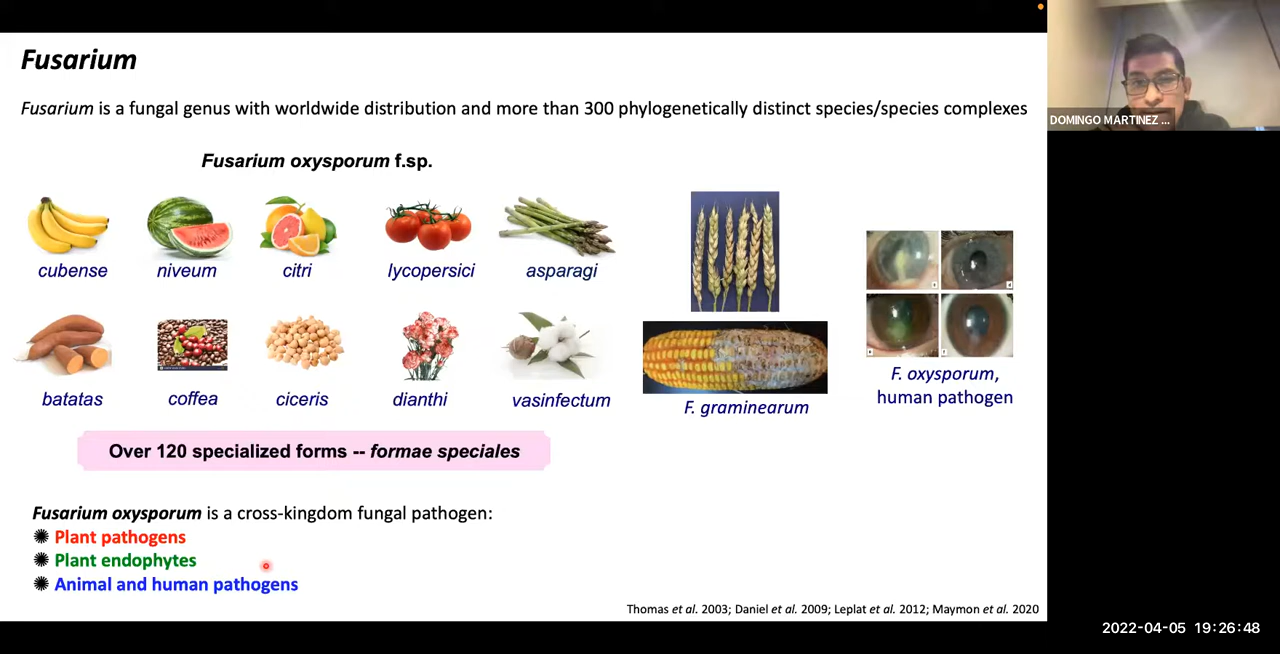 Fusarium
Fusarium is a fungal genus with worldwide distribution and more than 300 phylogenetically distinct species/species complexes
DOMINGO MARTINEZ ...
Fusarium oxysporum f.sp.
cubense niveum citri lycopersici asparagi
batatas coffea ciceris dianthi vasinfectum
F. graminearum
F. oxysporum,
human pathogen
Over 120 specialized forms -- formae speciales
Fusarium oxysporum is a cross-kingdom fungal pathogen:
Plant pathogens
Plant endophytes
Animal and human pathogens
Thomas et al. 2003; Daniel et al. 2009; Leplat et al. 2012; Maymon et al. 2020
2022-04-05 19:26:48